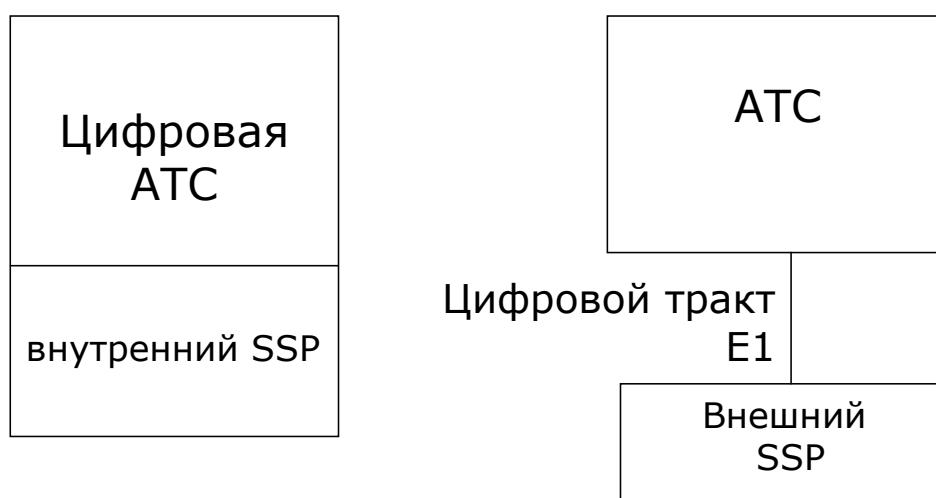 Цифровая
АТС
внутренний SSP
АТС
Цифровой тракт
Е1
Внешний
SSP